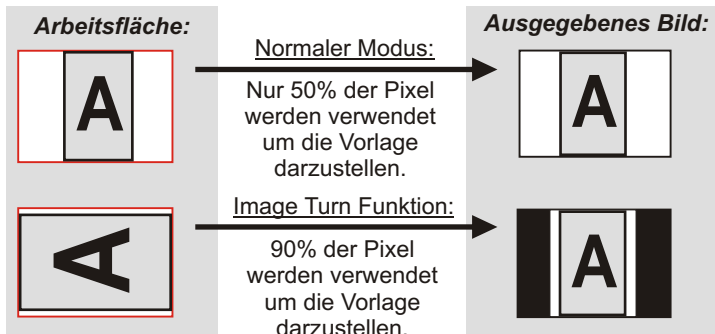 Arbeitsfläche:
Ausgegebenes Bild:
Normaler Modus:
A
Nur 50% der Pixel
werden verwendet
um die Vorlage
darzustellen.
A
Image Turn Funktion:
A
90% der Pixel
werden verwendet
um die Vorlage
darzustellen.
A